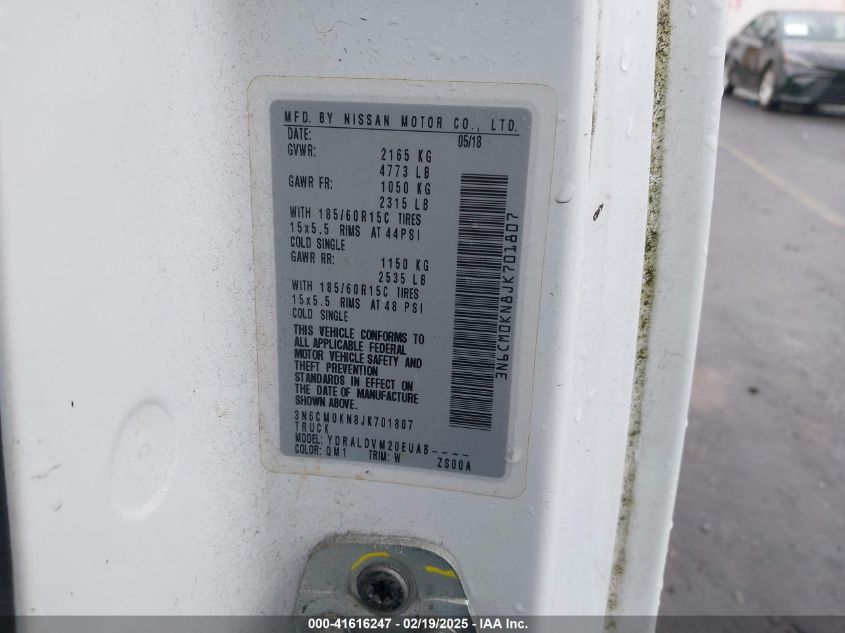 MFD. BY NISSAN MOTOR CO., LTD.
DATE: 05/18
GVWR: 2165 KG
4773 LB
GAWR FR: 1050 KG
2315 LB
WITH 185/60R15C TIRES
15x5.5 RIMS AT 44PSI
COLD SINGLE
GAWR RR: 1150 KG
2535 LB
WITH 185/60R15C TIRES
15x5.5 RIMS AT 48 PSI
COLD SINGLE
THIS VEHICLE CONFORMS TO
ALL APPLICABLE FEDERAL
MOTOR VEHICLE SAFETY AND
THEFT PREVENTION
STANDARDS IN EFFECT ON
THE DATE OF MANUFACTURE
SHOWN ABOVE.
3N6CM0KN8JK701807
TRUCK
MODEL: YDRALDVM20EUAB----
COLOR: QM1 TRIM: W ZS00A
3N6CM0KN8JK701807
000-41616247 - 02/19/2025 - IAA Inc.